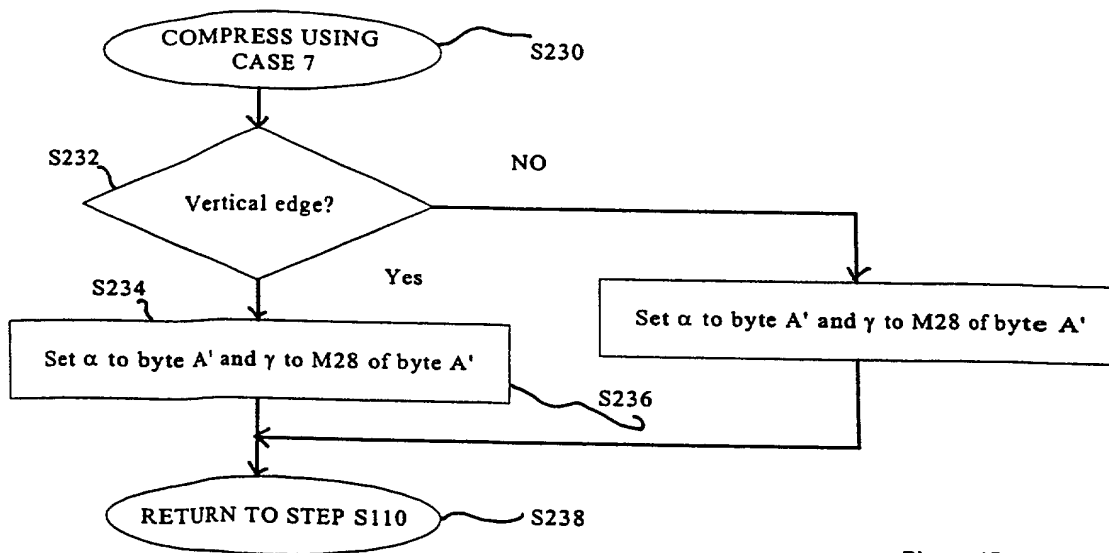 COMPRESS USING
CASE 7
S230
S232
NO
Vertical edge?
Yes
S234
Set α to byte A' and γ to M28 of byte A'
Set α to byte A' and γ to M28 of byte A'
S236
RETURN TO STEP S110
S238